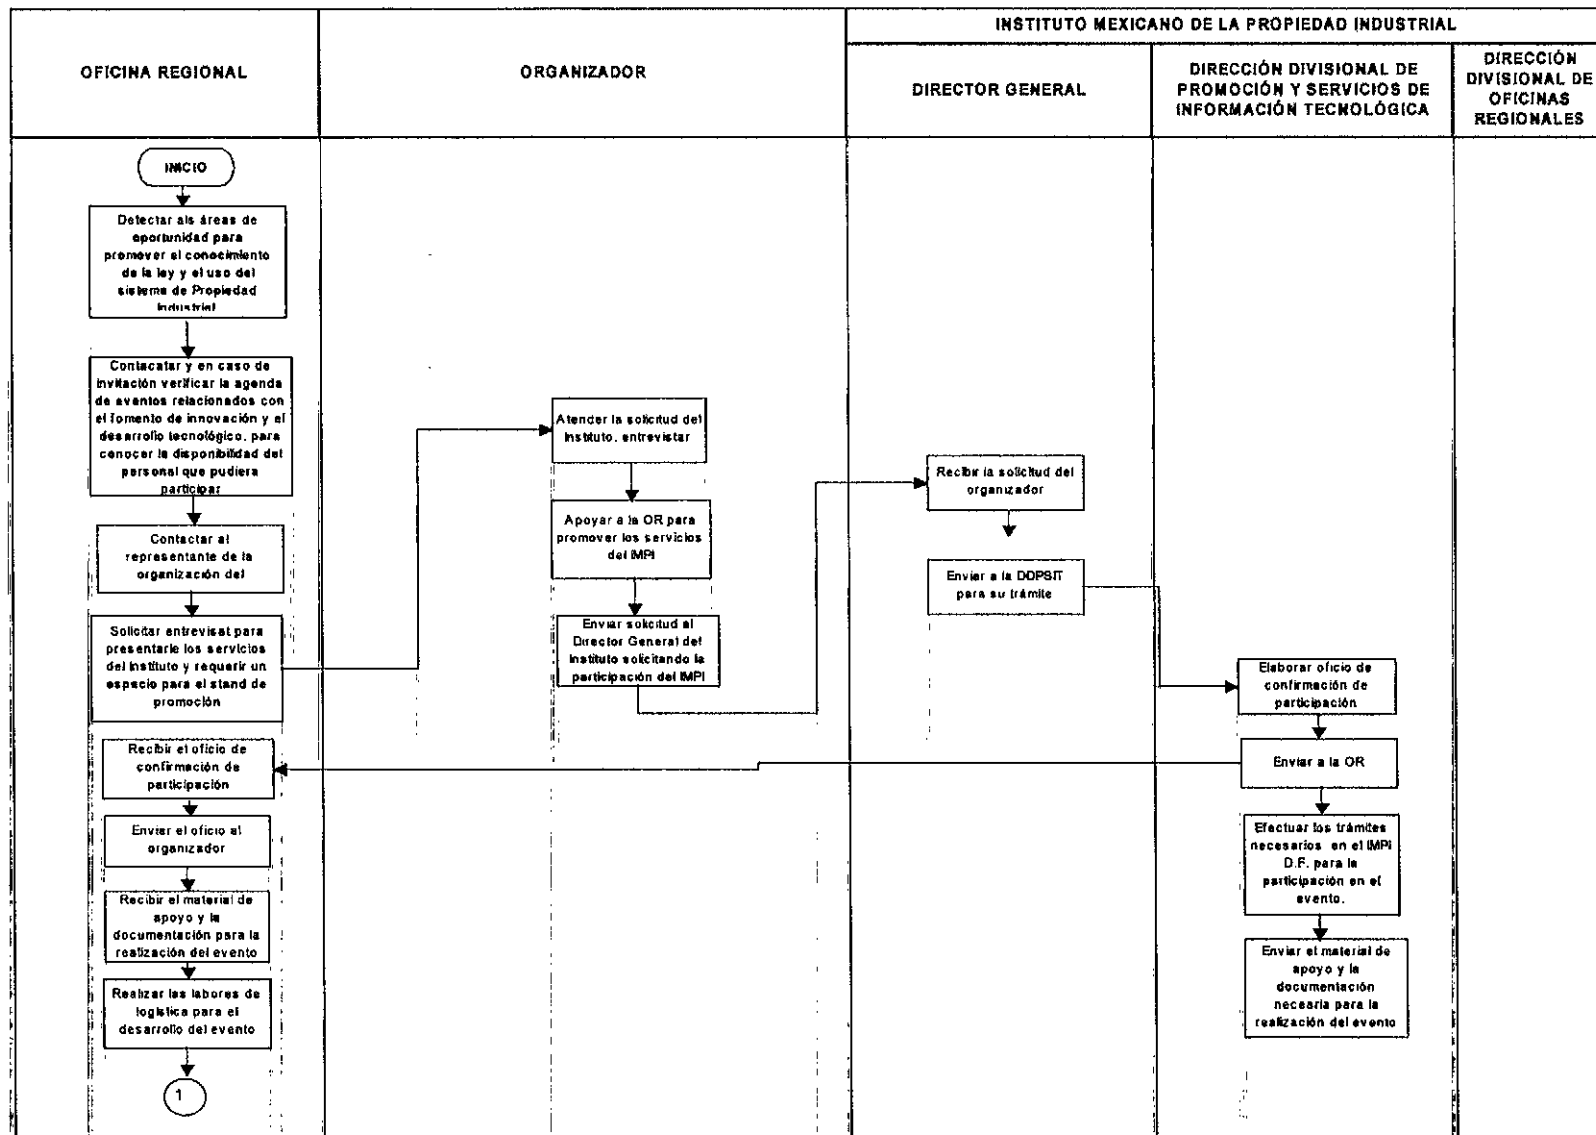 INSTITUTO MEXICANO DE LA PROPIEDAD INDUSTRIAL
OFICINA REGIONAL
ORGANIZADOR
DIRECTOR GENERAL
DIRECCIÓN DIVISIONAL DE
PROMOCIÓN Y SERVICIOS DE
INFORMACIÓN TECNOLÓGICA
DIRECCIÓN
DIVISIONAL DE
OFICINAS
REGIONALES
INICIO
Detectar als áreas de
oportunidad para
promover el conocimiento
de la ley y el uso del
sistema de Propiedad
Industrial
Contacatar y en caso de
invitación verificar la agenda
de eventos relacionados con
el fomento de innovación y el
desarrollo tecnológico, para
conocer la disponibilidad del
personal que pudiera
participar
Contactar al
representante de la
organización del
Solicitar entrevisat para
presentarle los servicios
del Instituto y requerir un
espacio para el stand de
promoción
Recibir el oficio de
confirmación de
participación
Enviar el oficio al
organizador
Recibir el material de
apoyo y la
documentación para la
realización del evento
Realizar las labores de
logística para el
desarrollo del evento
1
Atender la solicitud del
Instituto, entrevistar
Apoyar a la OR para
promover los servicios
del IMPI
Enviar solicitud al
Director General del
Instituto solicitando la
participación del IMPI
Recibir la solicitud del
organizador
Enviar a la DDPSIT
para su trámite
Elaborar oficio de
confirmación de
participación
Enviar a la OR
Efectuar los trámites
necesarios en el IMPI
D.F. para la
participación en el
evento.
Enviar el material de
apoyo y la
documentación
necearia para la
realización del evento